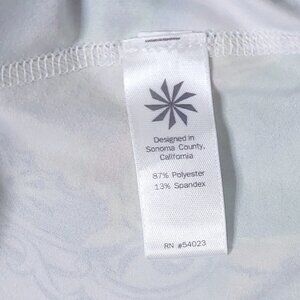 Designed in
Sonoma County,
California
87% Polyester
13% Spandex
RN #54023